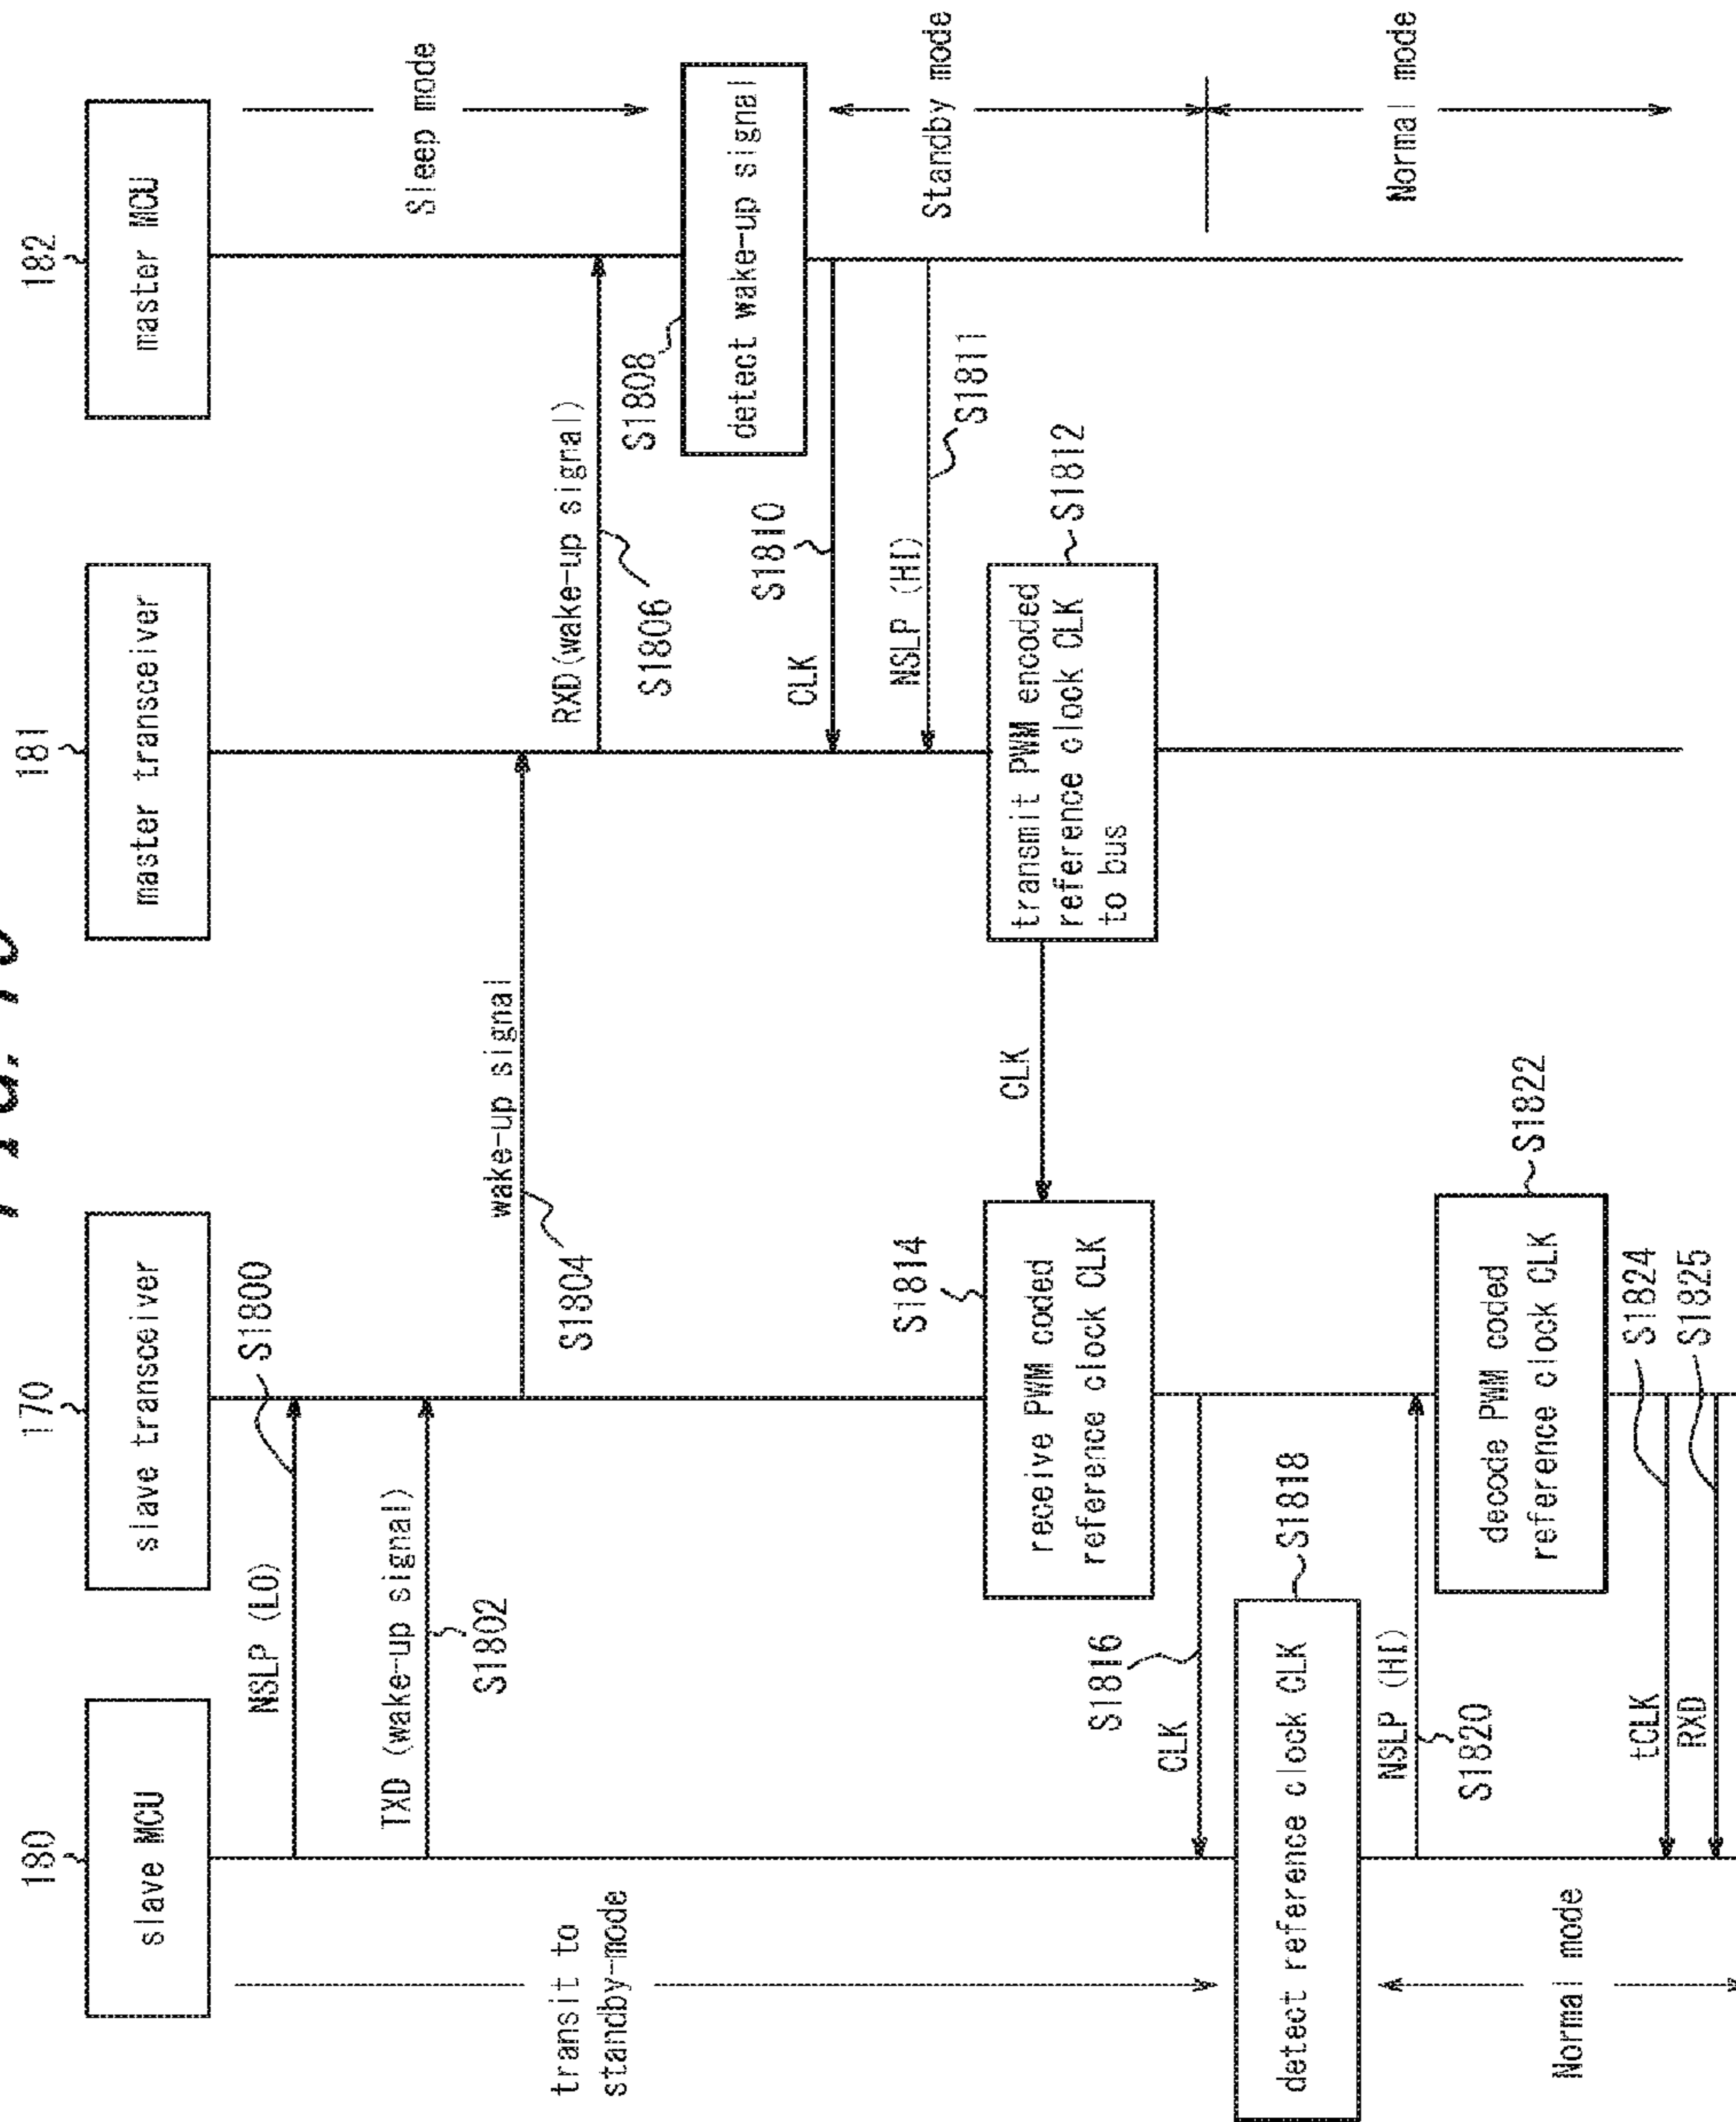 180
170
181
182
slave MCU
slave transceiver
master transceiver
master MCU
NSLP (LO)
S1800
TXD (wake-up signal)
S1802
wake-up signal
S1804
RXD(wake-up signal)
S1806
Sleep mode
S1808
detect wake-up signal
S1810
CLK
NSLP (HI)
S1811
Standby mode
transit to
standby-mode
transmit PWM encoded
reference clock CLK
to bus
S1812
CLK
S1814
receive PWM coded
reference clock CLK
S1816
CLK
detect reference clock CLK
S1818
NSLP (HI)
S1820
decode PWM coded
reference clock CLK
S1822
tCLK
S1824
RXD
S1825
Normal mode
Normal mode